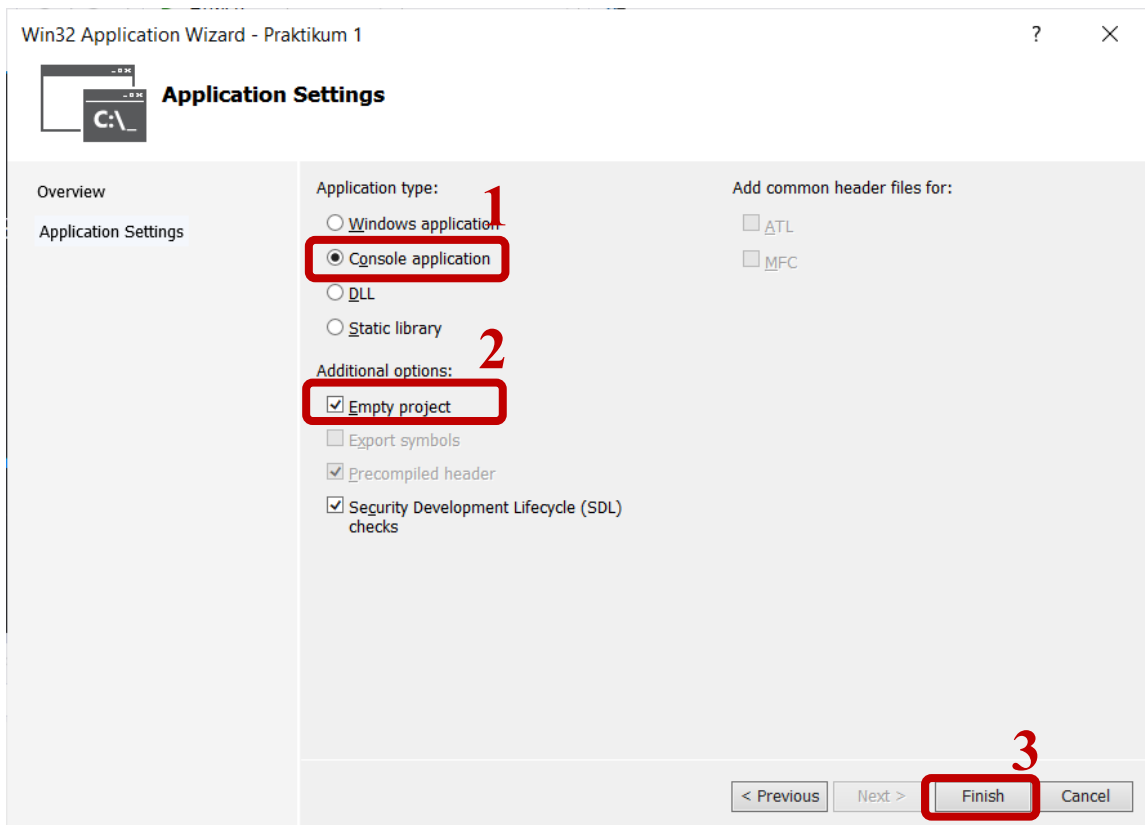 Win32 Application Wizard - Praktikum 1
?
C:\_
Application Settings
Overview
Application Settings
Application type:
1
Windows application
Console application
DLL
Static library
2
Additional options:
Empty project
Export symbols
Precompiled header
Security Development Lifecycle (SDL)
checks
Add common header files for:
ATL
MFC
3
< Previous
Next >
Finish
Cancel